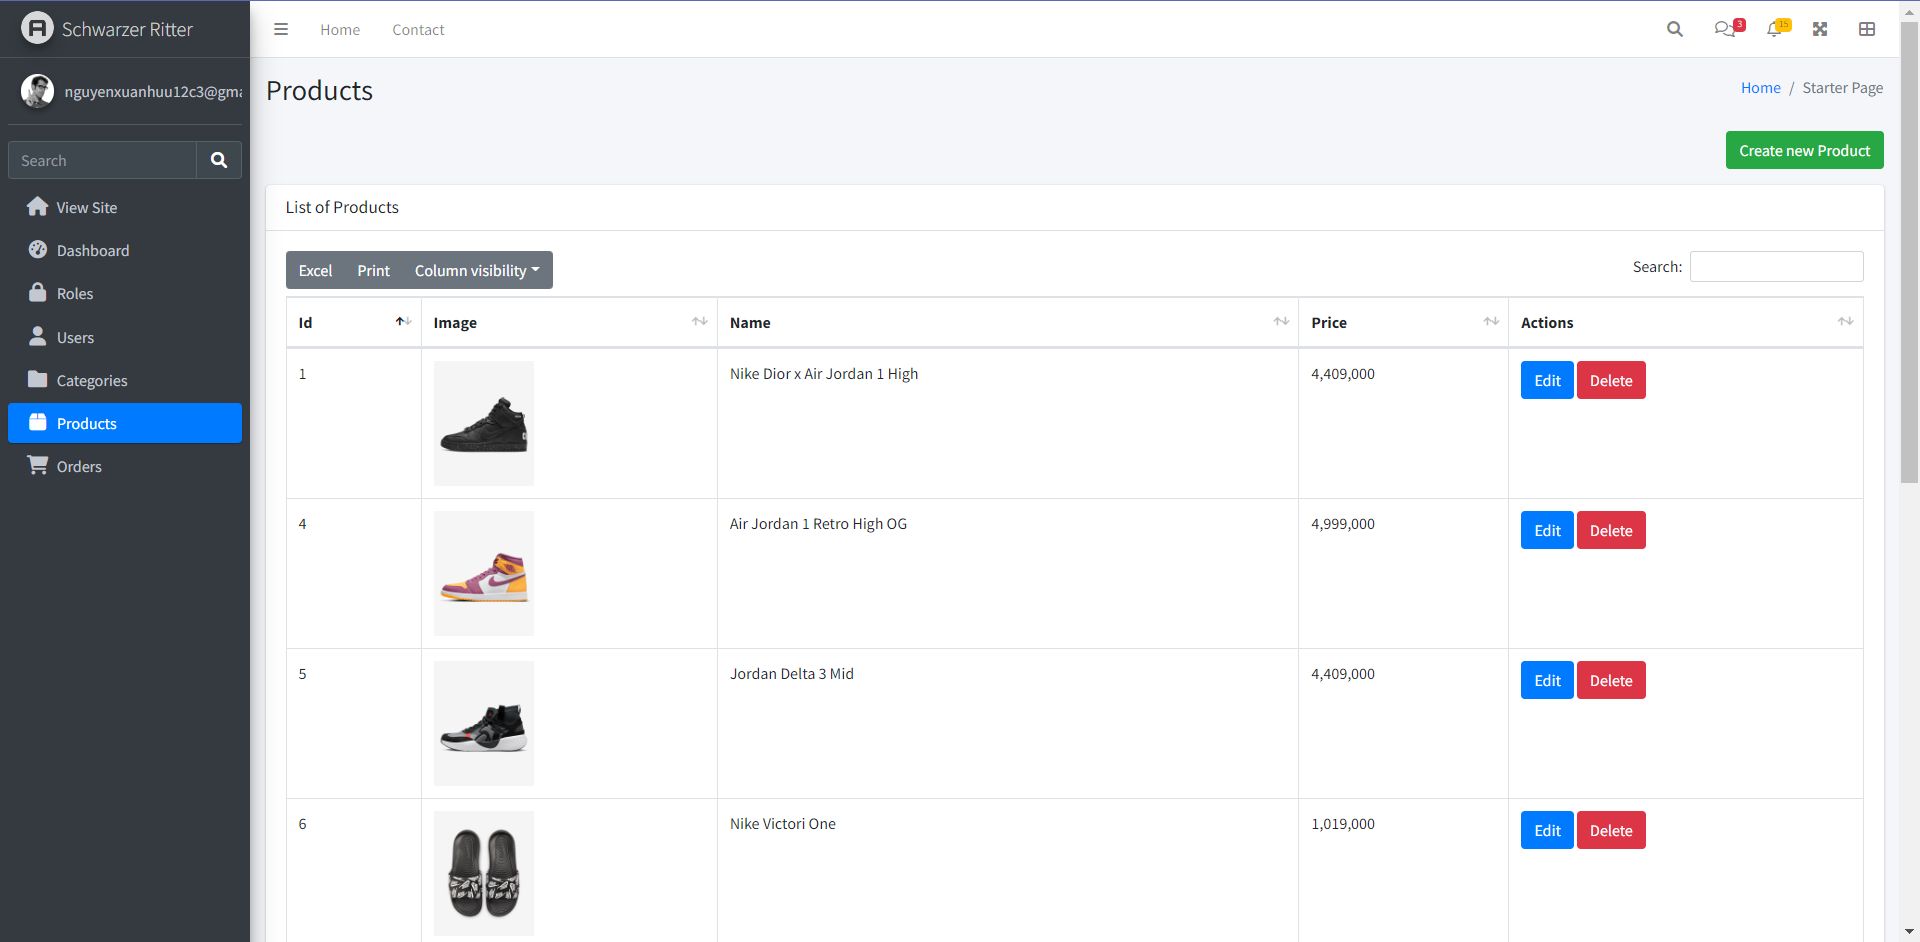 Schwarzer Ritter
Home
Contact
3
15
nguyenxuanhuu12c3@gma
Products
Home / Starter Page
Search
Create new Product
View Site
Dashboard
Roles
Users
Categories
Products
Orders
List of Products
Excel
Print
Column visibility
Search:
Id
Image
Name
Price
Actions
1
Nike Dior x Air Jordan 1 High
4,409,000
Edit
Delete
4
Air Jordan 1 Retro High OG
4,999,000
Edit
Delete
5
Jordan Delta 3 Mid
4,409,000
Edit
Delete
6
Nike Victori One
1,019,000
Edit
Delete